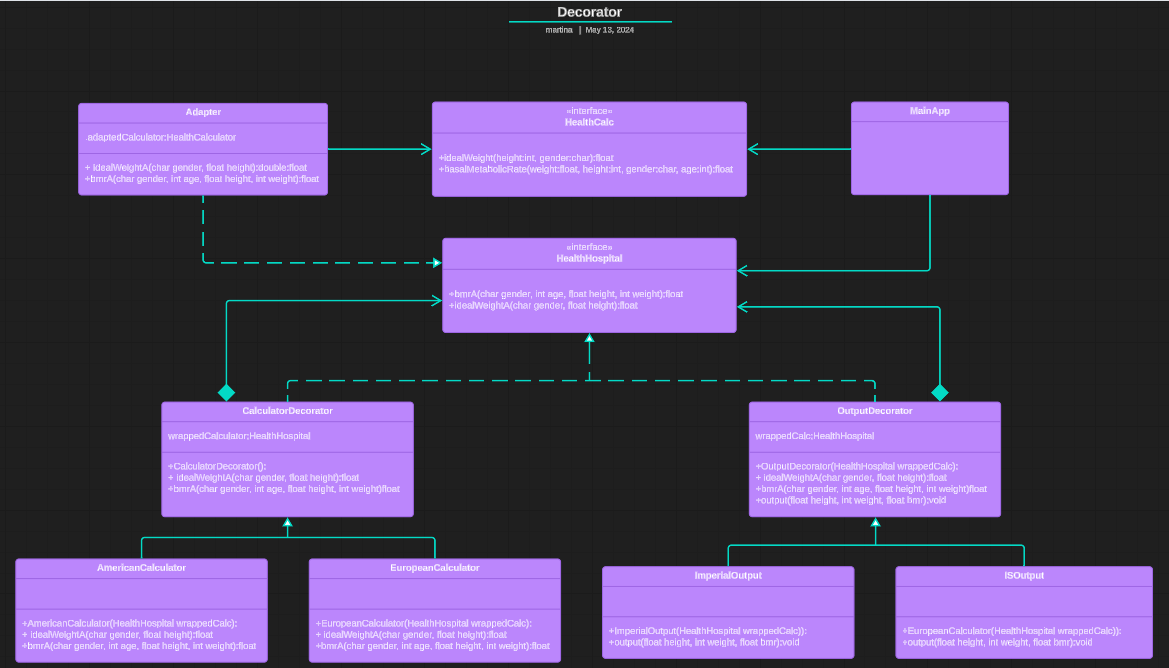 Decorator
martina | May 13, 2024
Adapter
adaptedCalculator:HealthCalculator
+ idealWeightA(char gender, float height):double:float
+bmrA(char gender, int age, float height, int weight):float
«interface»
HealthCalc
+idealWeight(height:int, gender:char):float
+basalMetabolicRate(weight:float, height:int, gender:char, age:int):float
MainApp
«interface»
HealthHospital
+bmrA(char gender, int age, float height, int weight):float
+idealWeightA(char gender, float height):float
CalculatorDecorator
wrappedCalculator:HealthHospital
+CalculatorDecorator():
+ idealWeightA(char gender, float height):float
+bmrA(char gender, int age, float height, int weight)float
OutputDecorator
wrappedCalc:HealthHospital
+OutputDecorator(HealthHospital wrappedCalc):
+ idealWeightA(char gender, float height):float
+bmrA(char gender, int age, float height, int weight)float
+output(float height, int weight, float bmr):void
AmericanCalculator
+AmericanCalculator(HealthHospital wrappedCalc):
+ idealWeightA(char gender, float height):float
+bmrA(char gender, int age, float height, int weight):float
EuropeanCalculator
+EuropeanCalculator(HealthHospital wrappedCalc):
+ idealWeightA(char gender, float height):float
+bmrA(char gender, int age, float height, int weight):float
ImperialOutput
+ImperialOutput(HealthHospital wrappedCalc)):
+output(float height, int weight, float bmr):void
ISOutput
+EuropeanCalculator(HealthHospital wrappedCalc)):
+output(float height, int weight, float bmr):void